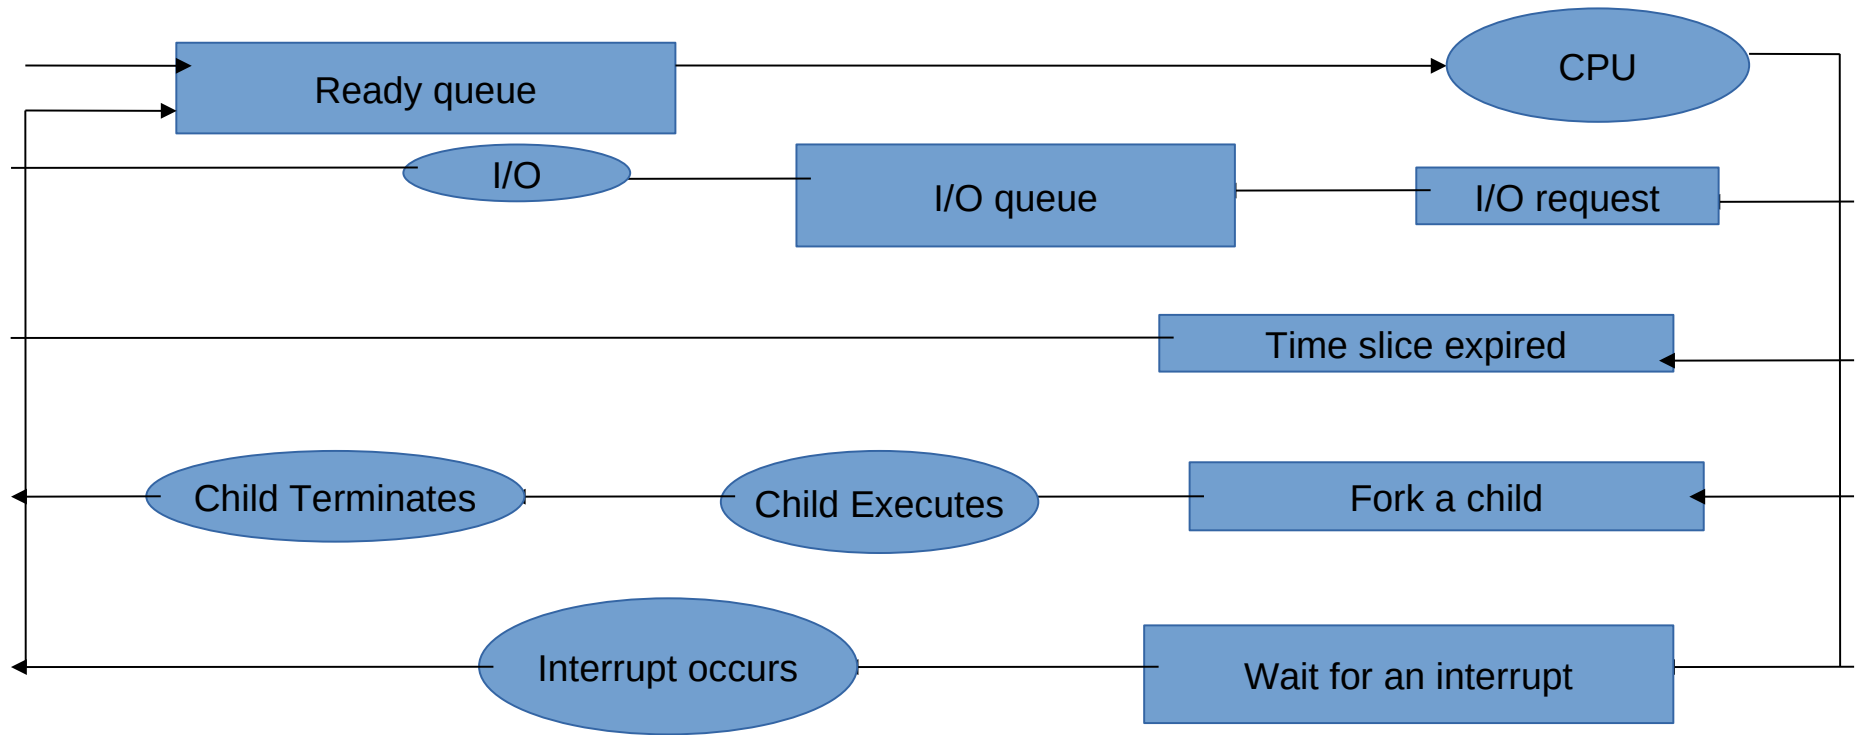 Ready queue
CPU
I/O
I/O queue
I/O request
Time slice expired
Child Terminates
Child Executes
Fork a child
Interrupt occurs
Wait for an interrupt